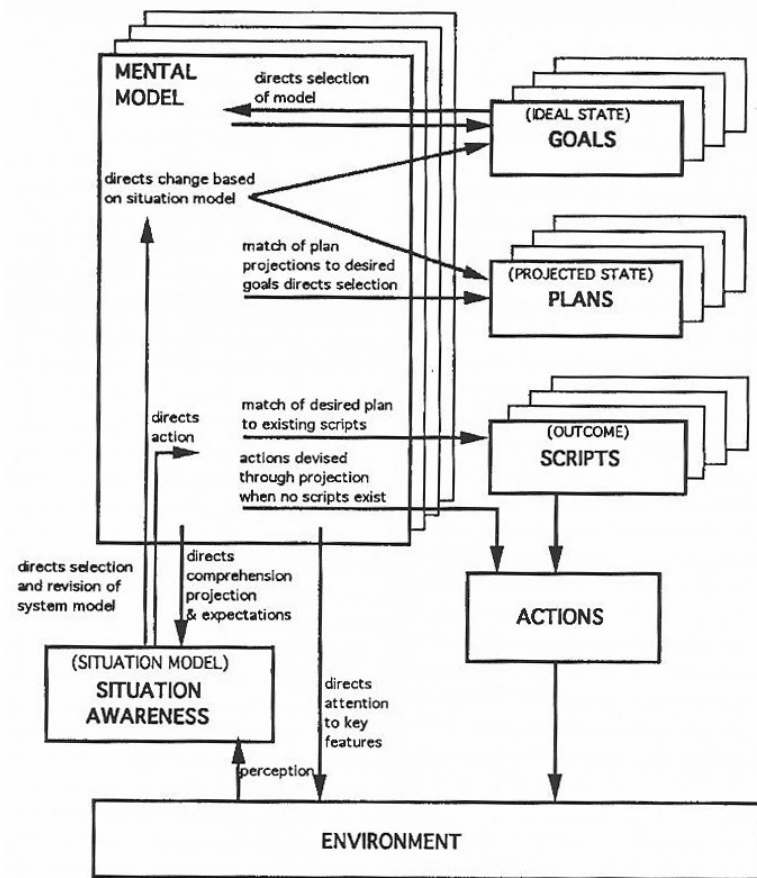 MENTAL
MODEL
directs selection
of model
(IDEAL STATE)
GOALS
directs change based
on situation model
match of plan
projections to desired
goals directs selection
(PROJECTED STATE)
PLANS
directs
action
match of desired plan
to existing scripts
(OUTCOME)
SCRIPTS
actions devised
through projection
when no scripts exist
directs selection
and revision of
system model
directs
comprehension
projection
& expectations
ACTIONS
(SITUATION MODEL)
SITUATION
AWARENESS
directs
attention
to key
features
perception
ENVIRONMENT